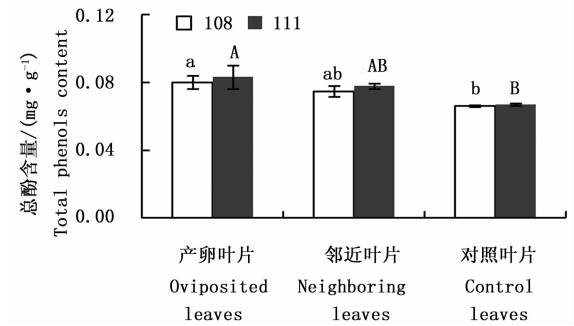 0.12
0.08
0.04
0.00
总酚含量/(mg·g⁻¹)
Total phenols content
108 111
a A ab AB b B
产卵叶片 邻近叶片 对照叶片
Oviposited Neighboring Control
leaves leaves leaves